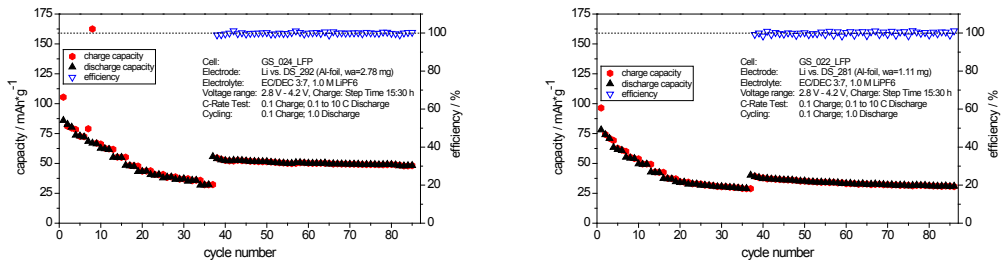 175
150
125
100
75
50
25
0
capacity / mAh*g⁻¹
charge capacity
discharge capacity
efficiency
Cell: GS_024_LFP
Electrode: Li vs. DS_292 (Al-foil, wa=2.78 mg)
Electrolyte: EC/DEC 3:7, 1.0 M LiPF6
Voltage range: 2.8 V - 4.2 V, Charge: Step Time 15:30 h
C-Rate Test: 0.1 Charge; 0.1 to 10 C Discharge
Cycling: 0.1 Charge; 1.0 Discharge
100
80
60
40
20
0
efficiency / %
0 10 20 30 40 50 60 70 80
cycle number
175
150
125
100
75
50
25
0
capacity / mAh*g⁻¹
charge capacity
discharge capacity
efficiency
Cell: GS_022_LFP
Electrode: Li vs. DS_281 (Al-foil, wa=1.11 mg)
Electrolyte: EC/DEC 3:7, 1.0 M LiPF6
Voltage range: 2.8 V - 4.2 V, Charge: Step Time 15:30 h
C-Rate Test: 0.1 Charge; 0.1 to 10 C Discharge
Cycling: 0.1 Charge; 1.0 Discharge
100
80
60
40
20
0
efficiency / %
0 10 20 30 40 50 60 70 80
cycle number